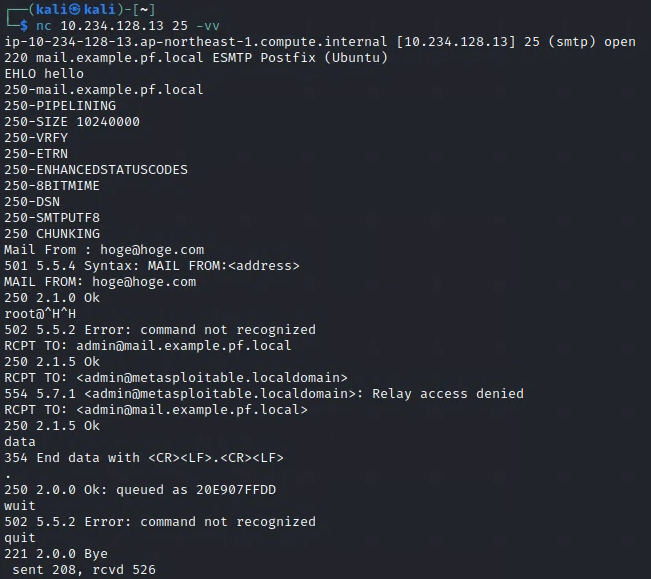 ┌──(kali㉿kali)-[~]
└─$ nc 10.234.128.13 25 -vv
ip-10-234-128-13.ap-northeast-1.compute.internal [10.234.128.13] 25 (smtp) open
220 mail.example.pf.local ESMTP Postfix (Ubuntu)
EHLO hello
250-mail.example.pf.local
250-PIPELINING
250-SIZE 10240000
250-VRFY
250-ETRN
250-ENHANCEDSTATUSCODES
250-8BITMIME
250-DSN
250-SMTPUTF8
250 CHUNKING
Mail From : hoge@hoge.com
501 5.5.4 Syntax: MAIL FROM:<address>
MAIL FROM: hoge@hoge.com
250 2.1.0 Ok
root@^H^H
502 5.5.2 Error: command not recognized
RCPT TO: admin@mail.example.pf.local
250 2.1.5 Ok
RCPT TO: <admin@metasploitable.localdomain>
554 5.7.1 <admin@metasploitable.localdomain>: Relay access denied
RCPT TO: <admin@mail.example.pf.local>
250 2.1.5 Ok
data
354 End data with <CR><LF>.<CR><LF>
.
250 2.0.0 Ok: queued as 20E907FFDD
wuit
502 5.5.2 Error: command not recognized
quit
221 2.0.0 Bye
 sent 208, rcvd 526